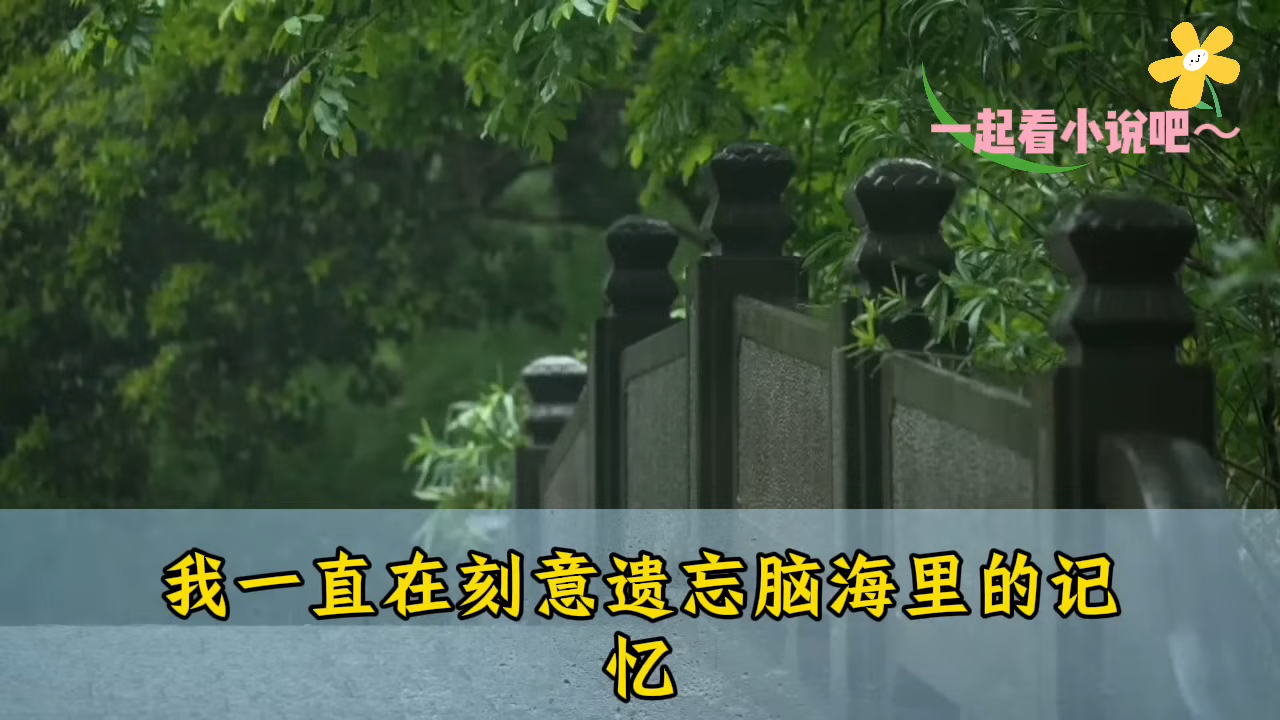 一起看小说吧～
我一直在刻意遗忘脑海里的记
忆